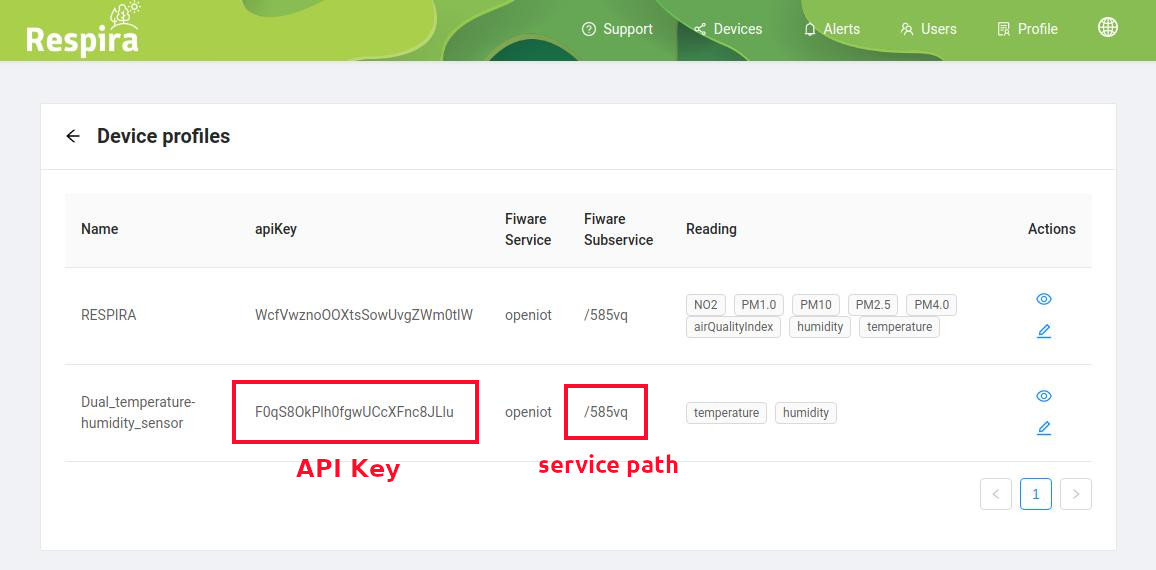 Respira
Support
Devices
Alerts
Users
Profile
Device profiles
Name
apiKey
Fiware
Service
Fiware
Subservice
Reading
Actions
RESPIRA
WcfVwznoOOXtsSowUvgZWm0tIW
openiot
/585vq
NO2 PM1.0 PM10 PM2.5 PM4.0
airQualityIndex humidity temperature
Dual_temperature-
humidity_sensor
F0qS8OkPlh0fgwUCcXFnc8JLlu
openiot
/585vq
temperature humidity
API Key
service path
< 1 >